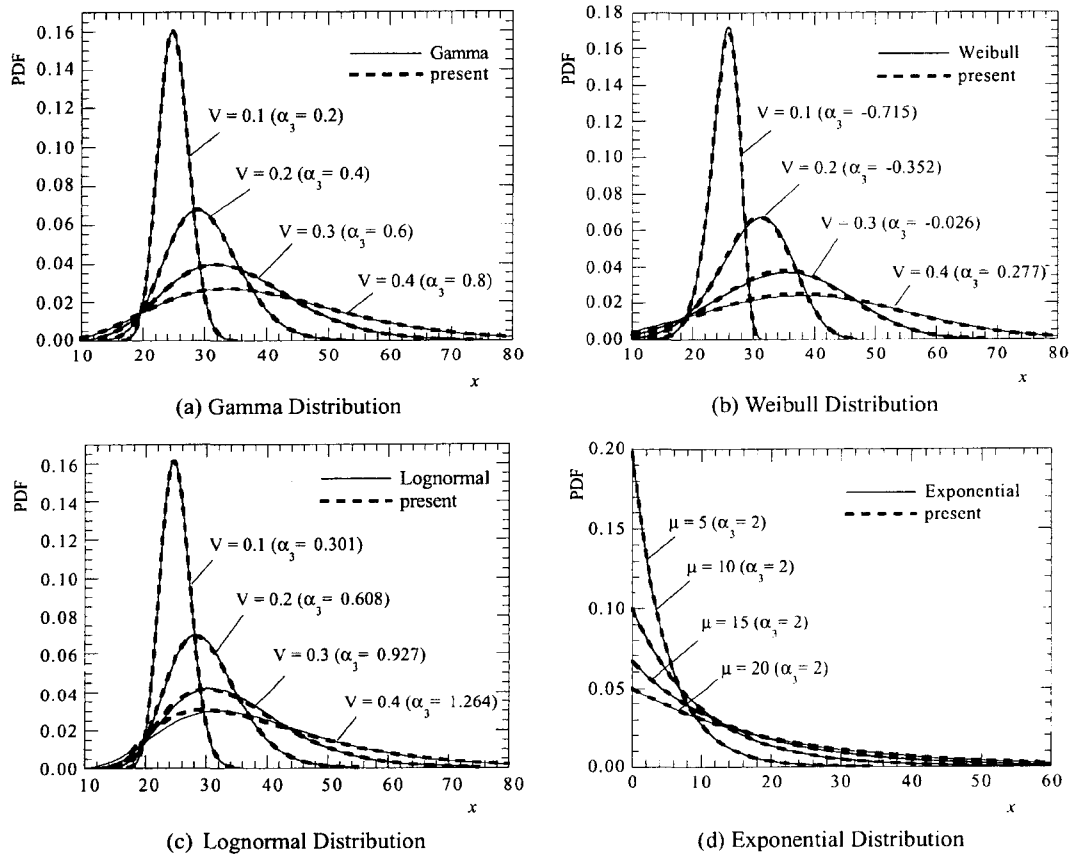 PDF
0.16
0.14
0.12
0.10
0.08
0.06
0.04
0.02
0.00
10 20 30 40 50 60 70 80
x
Gamma
present
V = 0.1 (α3= 0.2)
V = 0.2 (α3= 0.4)
V = 0.3 (α3= 0.6)
V = 0.4 (α3= 0.8)
(a) Gamma Distribution
PDF
0.18
0.16
0.14
0.12
0.10
0.08
0.06
0.04
0.02
0.00
10 20 30 40 50 60 70 80
x
Weibull
present
V = 0.1 (α3= -0.715)
V = 0.2 (α3= -0.352)
V = 0.3 (α3= -0.026)
V = 0.4 (α3= 0.277)
(b) Weibull Distribution
PDF
0.16
0.14
0.12
0.10
0.08
0.06
0.04
0.02
0.00
10 20 30 40 50 60 70 80
x
Lognormal
present
V = 0.1 (α3= 0.301)
V = 0.2 (α3= 0.608)
V = 0.3 (α3= 0.927)
V = 0.4 (α3= 1.264)
(c) Lognormal Distribution
PDF
0.20
0.15
0.10
0.05
0.00
0 10 20 30 40 50 60
x
Exponential
present
μ = 5 (α3= 2)
μ = 10 (α3= 2)
μ = 15 (α3= 2)
μ = 20 (α3= 2)
(d) Exponential Distribution